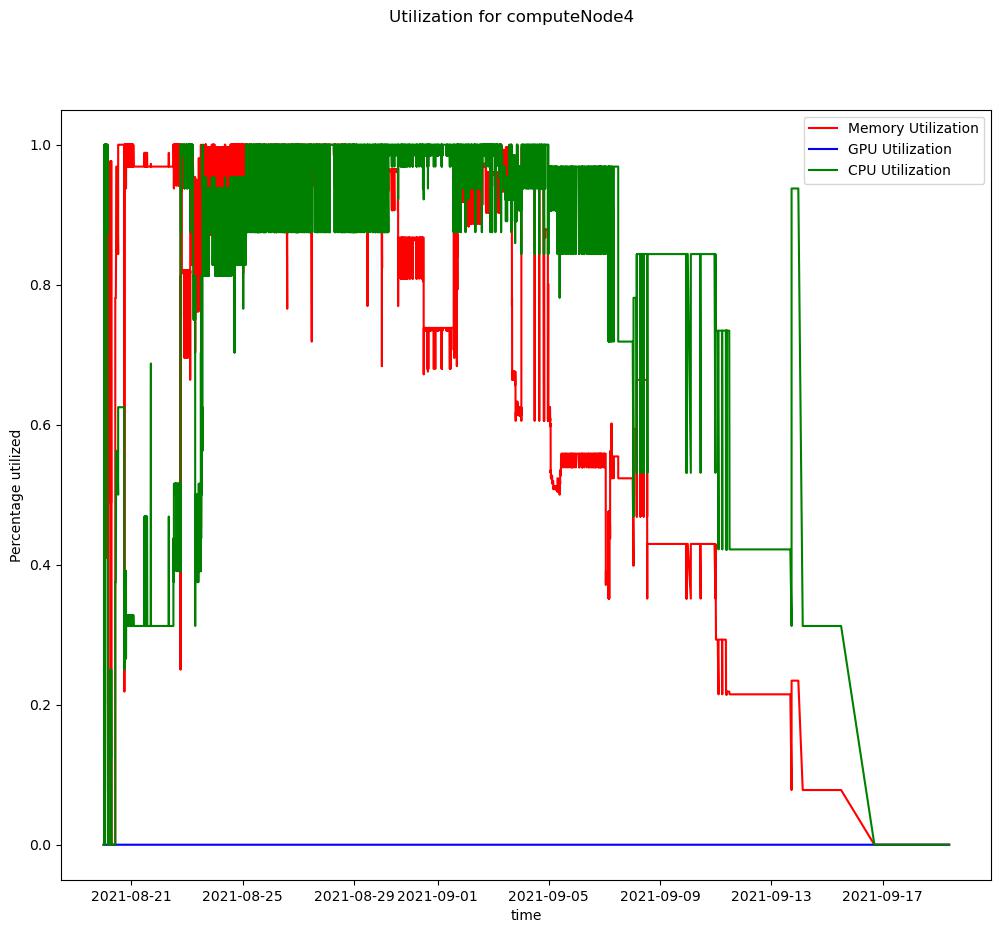 Utilization for computeNode4
Memory Utilization
GPU Utilization
CPU Utilization
Percentage utilized
1.0
0.8
0.6
0.4
0.2
0.0
2021-08-21 2021-08-25 2021-08-29 2021-09-01 2021-09-05 2021-09-09 2021-09-13 2021-09-17
time